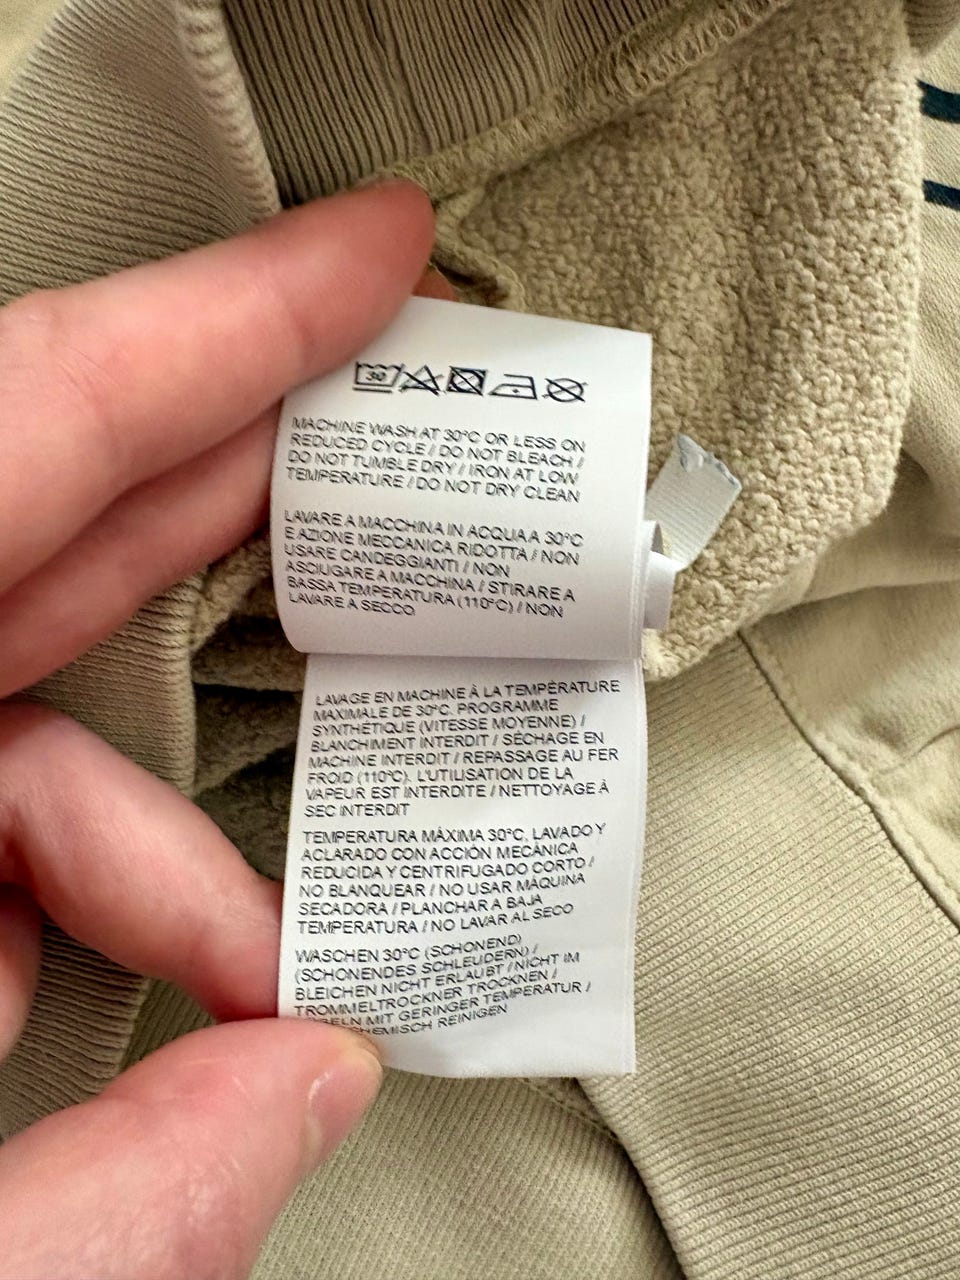 30
MACHINE WASH AT 30°C OR LESS ON
REDUCED CYCLE / DO NOT BLEACH /
DO NOT TUMBLE DRY / IRON AT LOW
TEMPERATURE / DO NOT DRY CLEAN
LAVARE A MACCHINA IN ACQUA A 30°C
E AZIONE MECCANICA RIDOTTA / NON
USARE CANDEGGIANTI / NON
ASCIUGARE A MACCHINA / STIRARE A
BASSA TEMPERATURA (110°C) / NON
LAVARE A SECCO
LAVAGE EN MACHINE À LA TEMPÉRATURE
MAXIMALE DE 30°C. PROGRAMME
SYNTHÉTIQUE (VITESSE MOYENNE) /
BLANCHIMENT INTERDIT / SÉCHAGE EN
MACHINE INTERDIT / REPASSAGE AU FER
FROID (110°C). L'UTILISATION DE LA
VAPEUR EST INTERDITE / NETTOYAGE À
SEC INTERDIT
TEMPERATURA MÁXIMA 30°C, LAVADO Y
ACLARADO CON ACCIÓN MECÁNICA
REDUCIDA Y CENTRIFUGADO CORTO /
NO BLANQUEAR / NO USAR MÁQUINA
SECADORA / PLANCHAR A BAJA
TEMPERATURA / NO LAVAR AL SECO
WASCHEN 30°C (SCHONEND)
(SCHONENDES SCHLEUDERN) /
BLEICHEN NICHT ERLAUBT / NICHT IM
TROMMELTROCKNER TROCKNEN /
MIT GERINGER TEMPERATUR /
REINIGEN